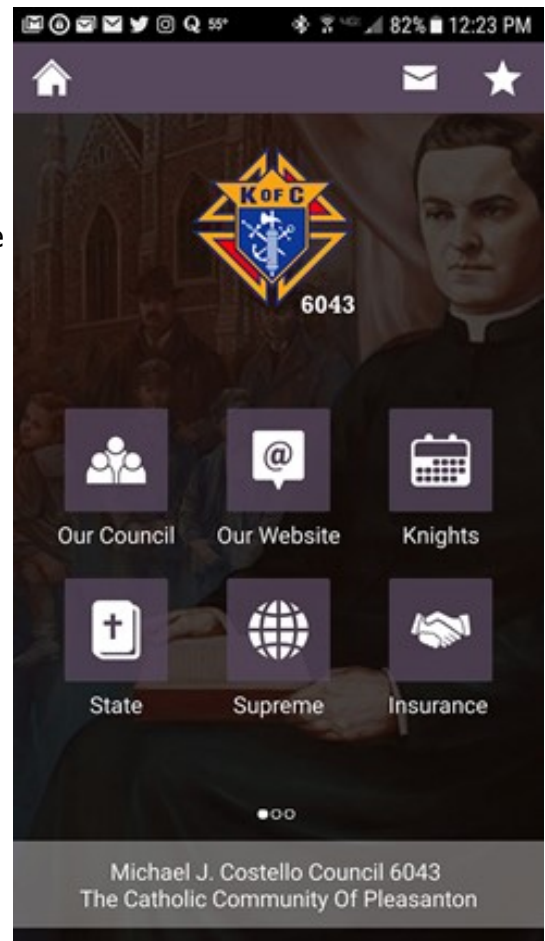 Q 55° 82% 12:23 PM
K OF C
6043
@
Our Council Our Website Knights
State Supreme Insurance
Michael J. Costello Council 6043
The Catholic Community Of Pleasanton
e